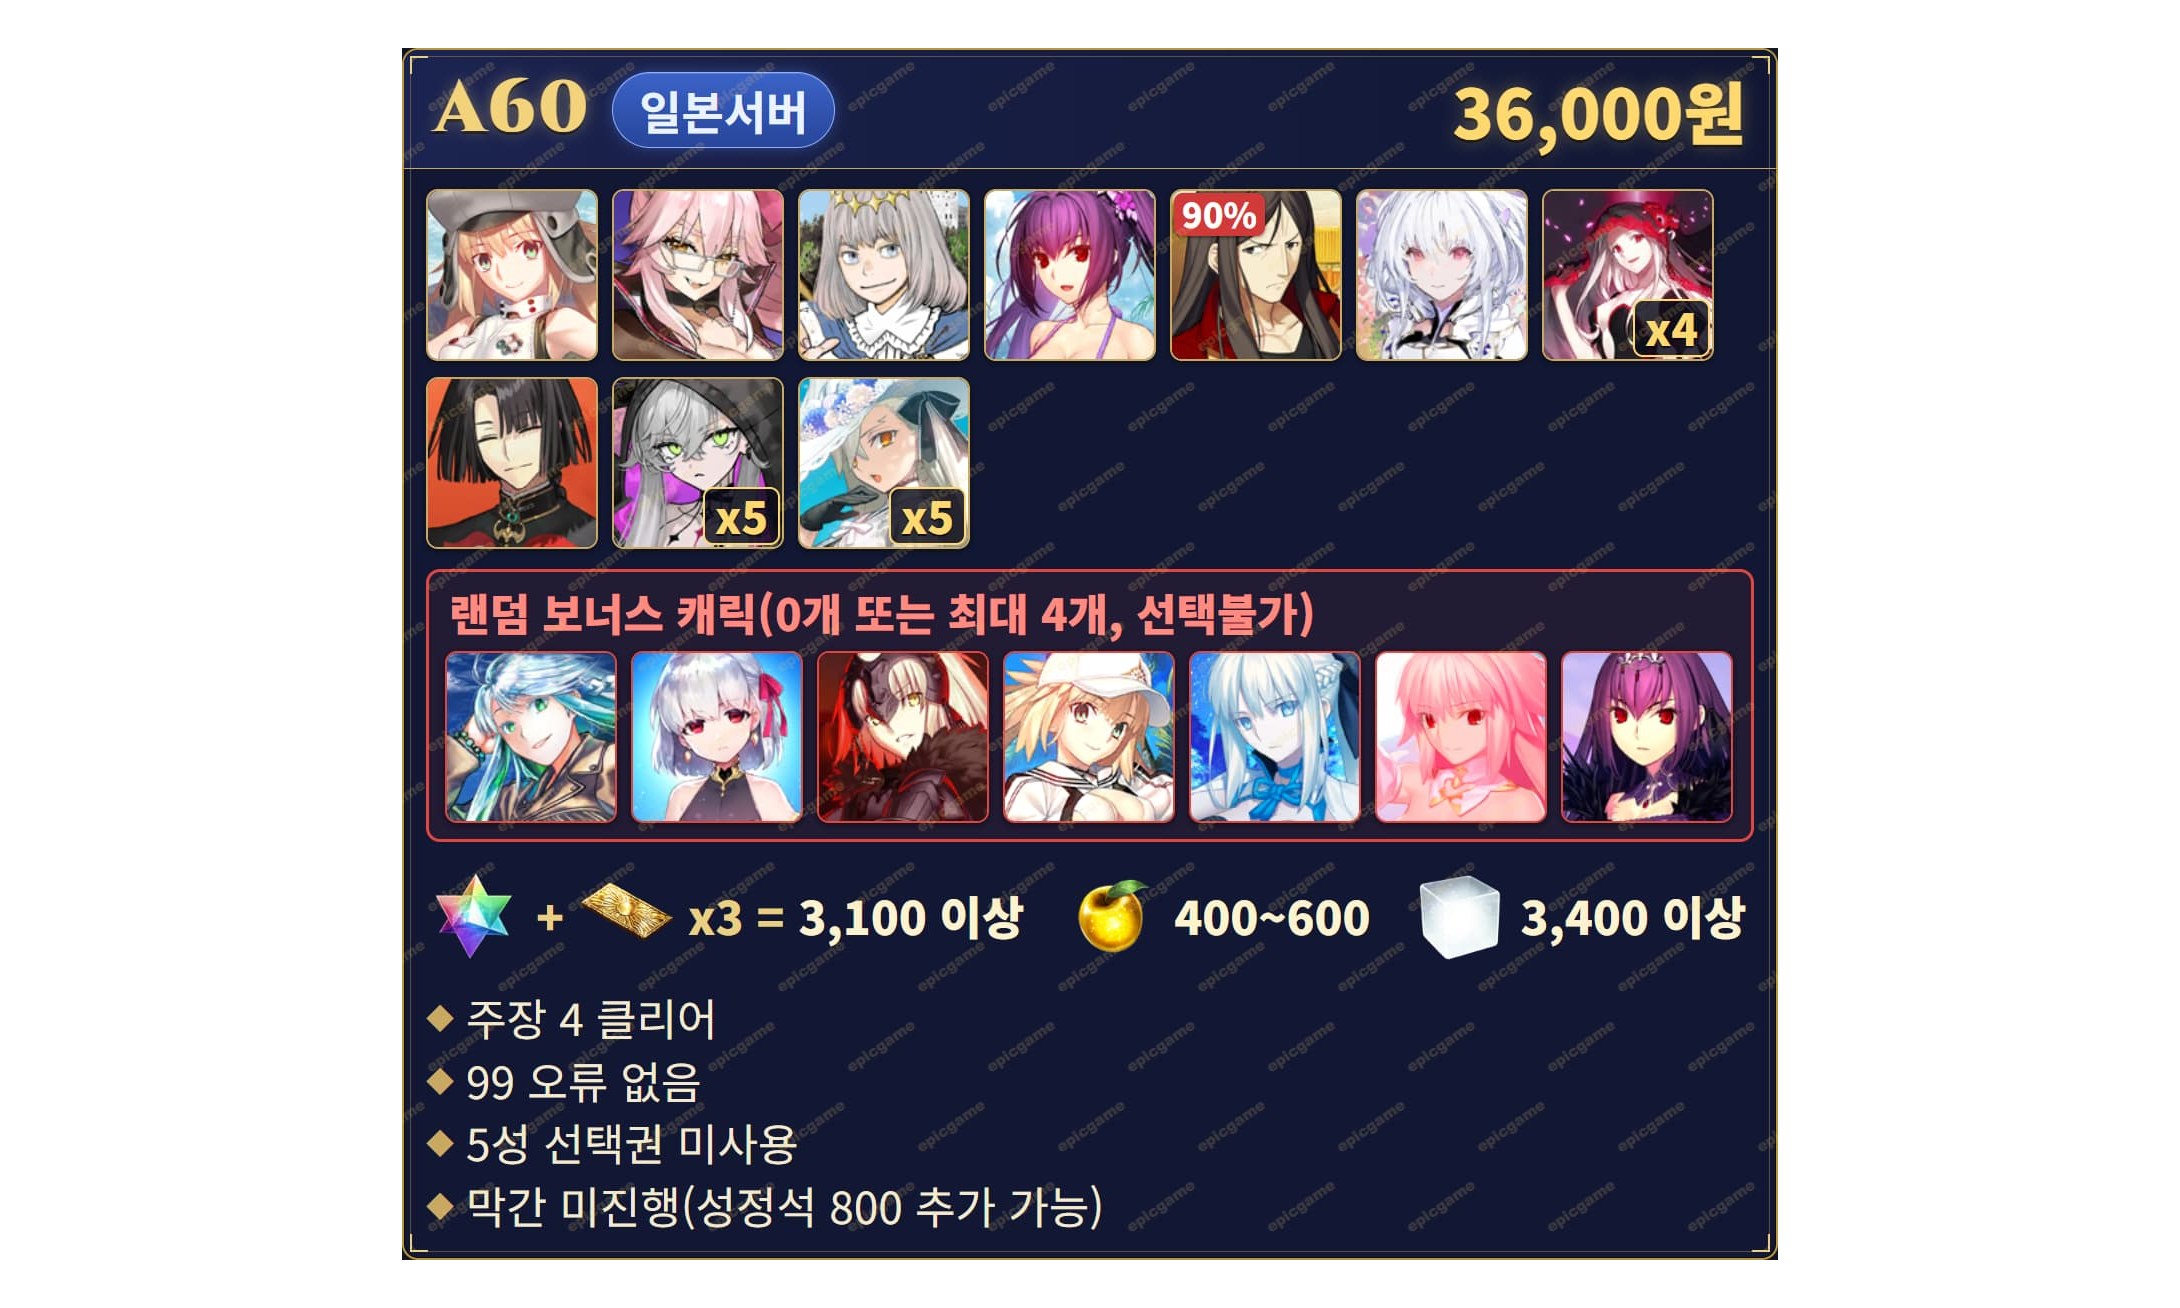 A60 일본서버 36,000원
90%
x4
x5 x5
랜덤 보너스 캐릭(0개 또는 최대 4개, 선택불가)
+ x3 = 3,100 이상 400~600 3,400 이상
◆ 주장 4 클리어
◆ 99 오류 없음
◆ 5성 선택권 미사용
◆ 막간 미진행(성정석 800 추가 가능)
epicgame